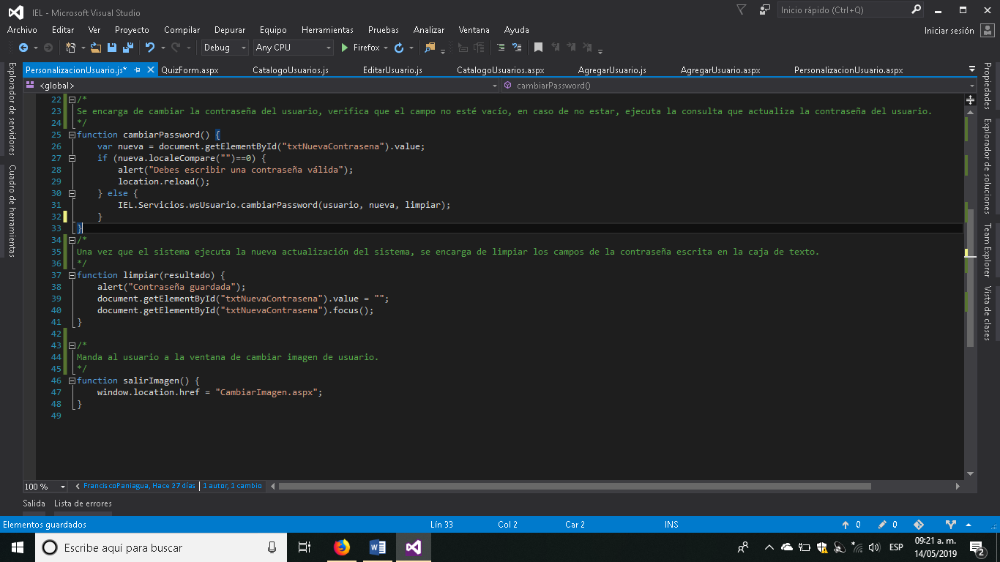 IEL - Microsoft Visual Studio
Inicio rápido (Ctrl+Q)
Archivo Editar Ver Proyecto Compilar Depurar Equipo Herramientas Pruebas Analizar Ventana Ayuda
Iniciar sesión
Debug Any CPU Firefox
PersonalizacionUsuario.js* QuizForm.aspx CatalogoUsuarios.js EditarUsuario.js CatalogoUsuarios.aspx AgregarUsuario.js AgregarUsuario.aspx PersonalizacionUsuario.aspx
<global> cambiarPassword()
Explorador de servidores
Cuadro de herramientas
22 /*
23 Se encarga de cambiar la contraseña del usuario, verifica que el campo no esté vacío, en caso de no estar, ejecuta la consulta que actualiza la contraseña del usuario.
24 */
25 function cambiarPassword() {
26 var nueva = document.getElementById("txtNuevaContrasena").value;
27 if (nueva.localeCompare("")==0) {
28 alert("Debes escribir una contraseña válida");
29 location.reload();
30 } else {
31 IEL.Servicios.wsUsuario.cambiarPassword(usuario, nueva, limpiar);
32 }
33 }
34 /*
35 Una vez que el sistema ejecuta la nueva actualización del sistema, se encarga de limpiar los campos de la contraseña escrita en la caja de texto.
36 */
37 function limpiar(resultado) {
38 alert("Contraseña guardada");
39 document.getElementById("txtNuevaContrasena").value = "";
40 document.getElementById("txtNuevaContrasena").focus();
41 }
42
43 /*
44 Manda al usuario a la ventana de cambiar imagen de usuario.
45 */
46 function salirImagen() {
47 window.location.href = "CambiarImagen.aspx";
48 }
49
Propiedades
Explorador de soluciones
Team Explorer
Vista de clases
100 % FranciscoPaniagua, Hace 27 días | 1 autor, 1 cambio
Salida Lista de errores
Elementos guardados Lín 33 Col 2 Car 2 INS 0 0
Escribe aquí para buscar
ESP
09:21 a. m.
14/05/2019
2